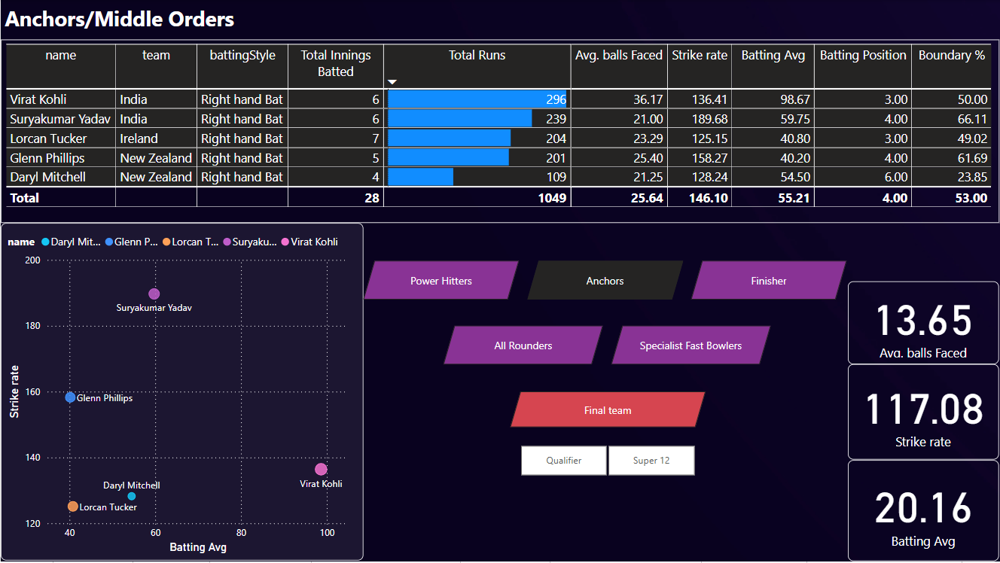 Anchors/Middle Orders
name team battingStyle Total Innings Batted Total Runs Avg. balls Faced Strike rate Batting Avg Batting Position Boundary %
Virat Kohli India Right hand Bat 6 296 36.17 136.41 98.67 3.00 50.00
Suryakumar Yadav India Right hand Bat 6 239 21.00 189.68 59.75 4.00 66.11
Lorcan Tucker Ireland Right hand Bat 7 204 23.29 125.15 40.80 3.00 49.02
Glenn Phillips New Zealand Right hand Bat 5 201 25.40 158.27 40.20 4.00 61.69
Daryl Mitchell New Zealand Right hand Bat 4 109 21.25 128.24 54.50 6.00 23.85
Total 28 1049 25.64 146.10 55.21 4.00 53.00
name Daryl Mit... Glenn P... Lorcan T... Suryaku... Virat Kohli
200
180
160
140
120
Strike rate
Suryakumar Yadav
Glenn Phillips
Daryl Mitchell
Virat Kohli
Lorcan Tucker
40 60 80 100
Batting Avg
Power Hitters Anchors Finisher
All Rounders Specialist Fast Bowlers
Final team
Qualifier Super 12
13.65
Avg. balls Faced
117.08
Strike rate
20.16
Batting Avg